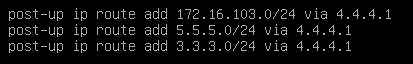 post-up ip route add 172.16.103.0/24 via 4.4.4.1
post-up ip route add 5.5.5.0/24 via 4.4.4.1
post-up ip route add 3.3.3.0/24 via 4.4.4.1